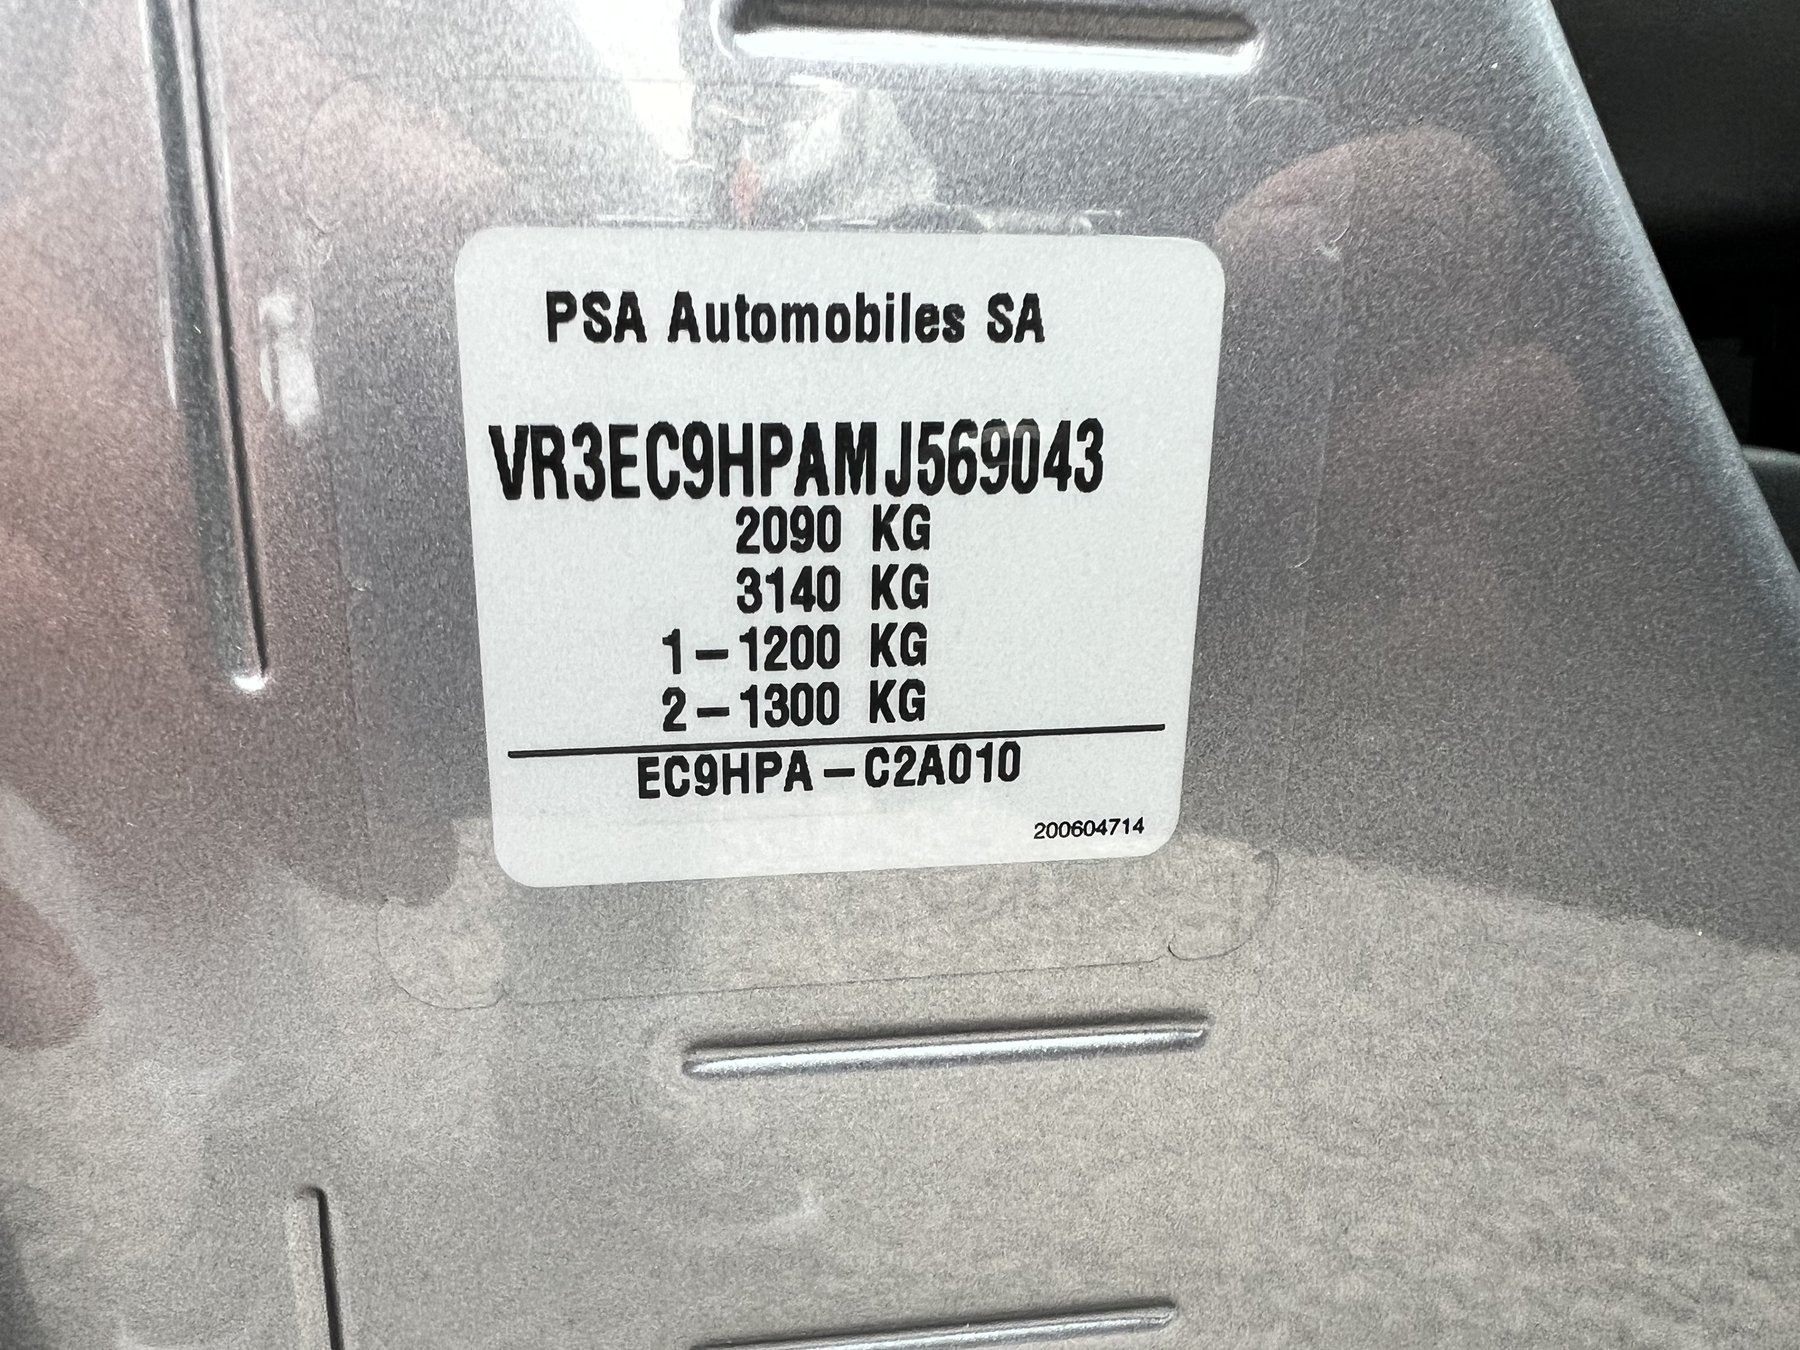 PSA Automobiles SA
VR3EC9HPAMJ569043
2090 KG
3140 KG
1-1200 KG
2-1300 KG
EC9HPA-C2A010
200604714